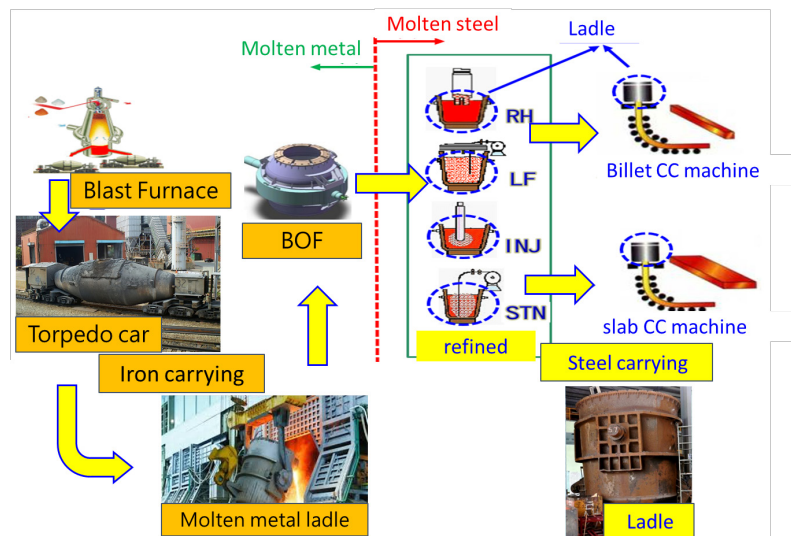 Molten steel
Ladle
Molten metal
RH
Billet CC machine
LF
Blast Furnace
BOF
INJ
STN
slab CC machine
Torpedo car
refined
Steel carrying
Iron carrying
Molten metal ladle
Ladle